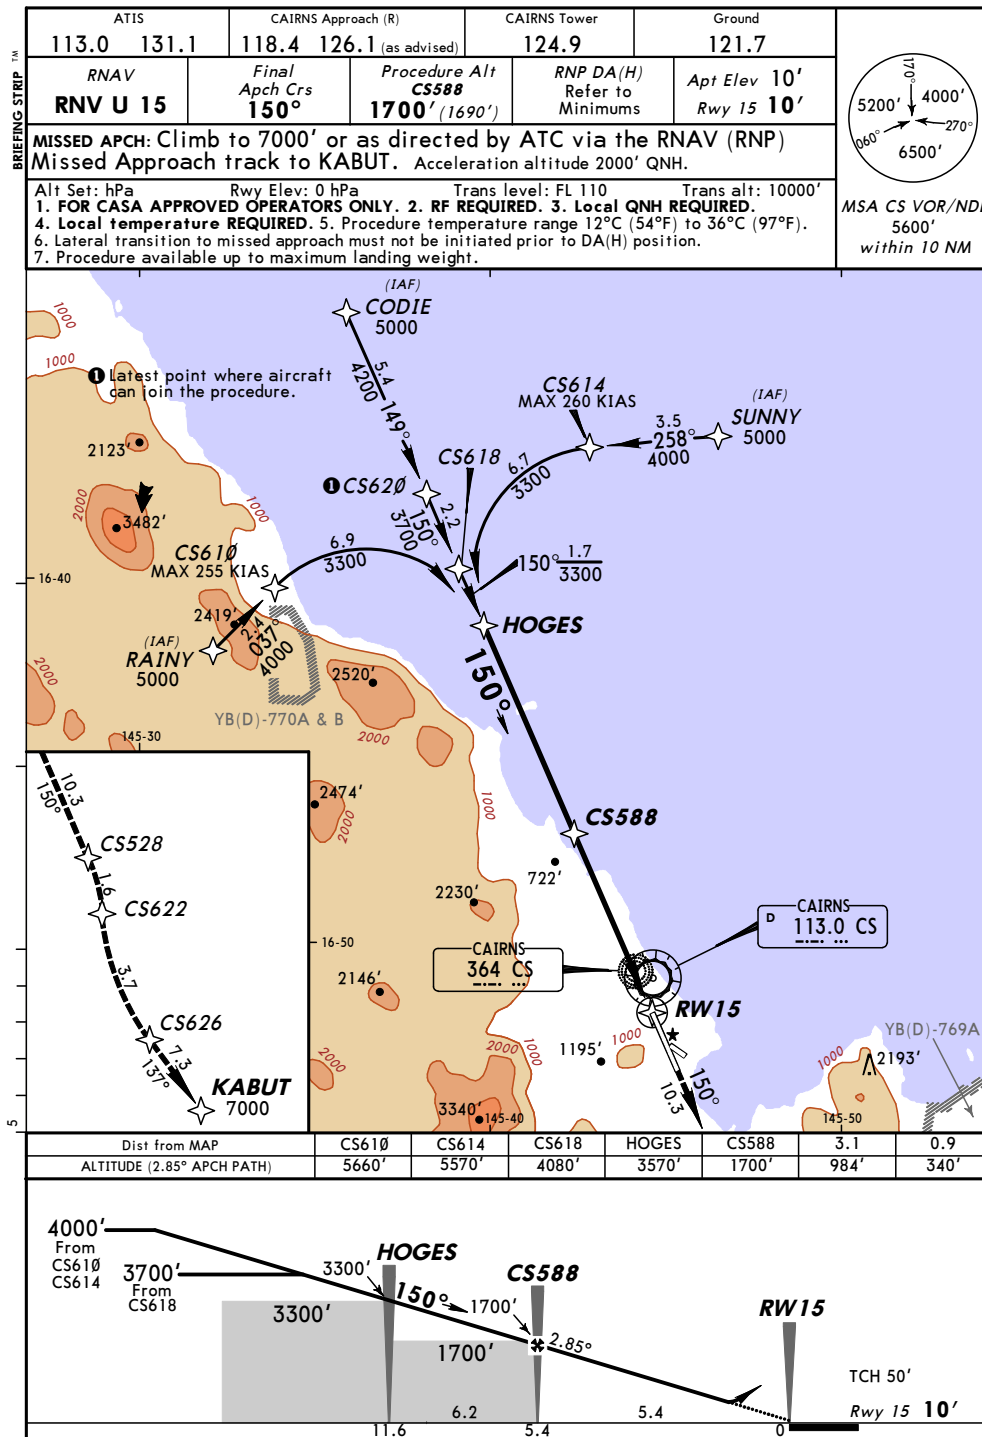 BRIEFING STRIP TM
ATIS
113.0 131.1
CAIRNS Approach (R)
118.4 126.1 (as advised)
CAIRNS Tower
124.9
Ground
121.7
RNAV
RNV U 15
Final
Apch Crs
150°
Procedure Alt
CS588
1700' (1690')
RNP DA(H)
Refer to
Minimums
Apt Elev 10'
Rwy 15 10'
MISSED APCH: Climb to 7000' or as directed by ATC via the RNAV (RNP)
Missed Approach track to KABUT. Acceleration altitude 2000' QNH.
Alt Set: hPa Rwy Elev: 0 hPa Trans level: FL 110 Trans alt: 10000'
1. FOR CASA APPROVED OPERATORS ONLY. 2. RF REQUIRED. 3. Local QNH REQUIRED.
4. Local temperature REQUIRED. 5. Procedure temperature range 12°C (54°F) to 36°C (97°F).
6. Lateral transition to missed approach must not be initiated prior to DA(H) position.
7. Procedure available up to maximum landing weight.
170°
5200'
4000'
060°
270°
6500'
MSA CS VOR/NDB
5600'
within 10 NM
(IAF)
CODIE
5000
1000
1000
❶ Latest point where aircraft
can join the procedure.
5.4
4200
149°
CS614
MAX 260 KIAS
(IAF)
SUNNY
5000
3.5
258°
4000
2123'
CS618
6.7
3300
❶ CS62Ø
2000
3482'
1000
2.2
150°
3700
CS61Ø
MAX 255 KIAS
6.9
3300
150° 1.7
3300
16-40
2419'
2.4
037°
4000
HOGES
(IAF)
RAINY
5000
2000
2520'
150°
YB(D)-770A & B
2000
145-30
2474'
2000
1000
CS588
722'
10.3
150°
CS528
1.6
CS622
3.7
CS626
7.3
137°
KABUT
7000
2230'
CAIRNS
D 113.0 CS
16-50
CAIRNS
364 CS
2146'
RW15
YB(D)-769A
1195'
1000
1000
2193'
2000
1000
150°
10.3
3340'
145-40
145-50
5
Dist from MAP CS61Ø CS614 CS618 HOGES CS588 3.1 0.9
ALTITUDE (2.85° APCH PATH) 5660' 5570' 4080' 3570' 1700' 984' 340'
4000'
From
CS61Ø
CS614
3700'
From
CS618
HOGES
3300'
150°
CS588
1700'
2.85°
RW15
3300'
1700'
TCH 50'
Rwy 15 10'
6.2 5.4
11.6 5.4 0